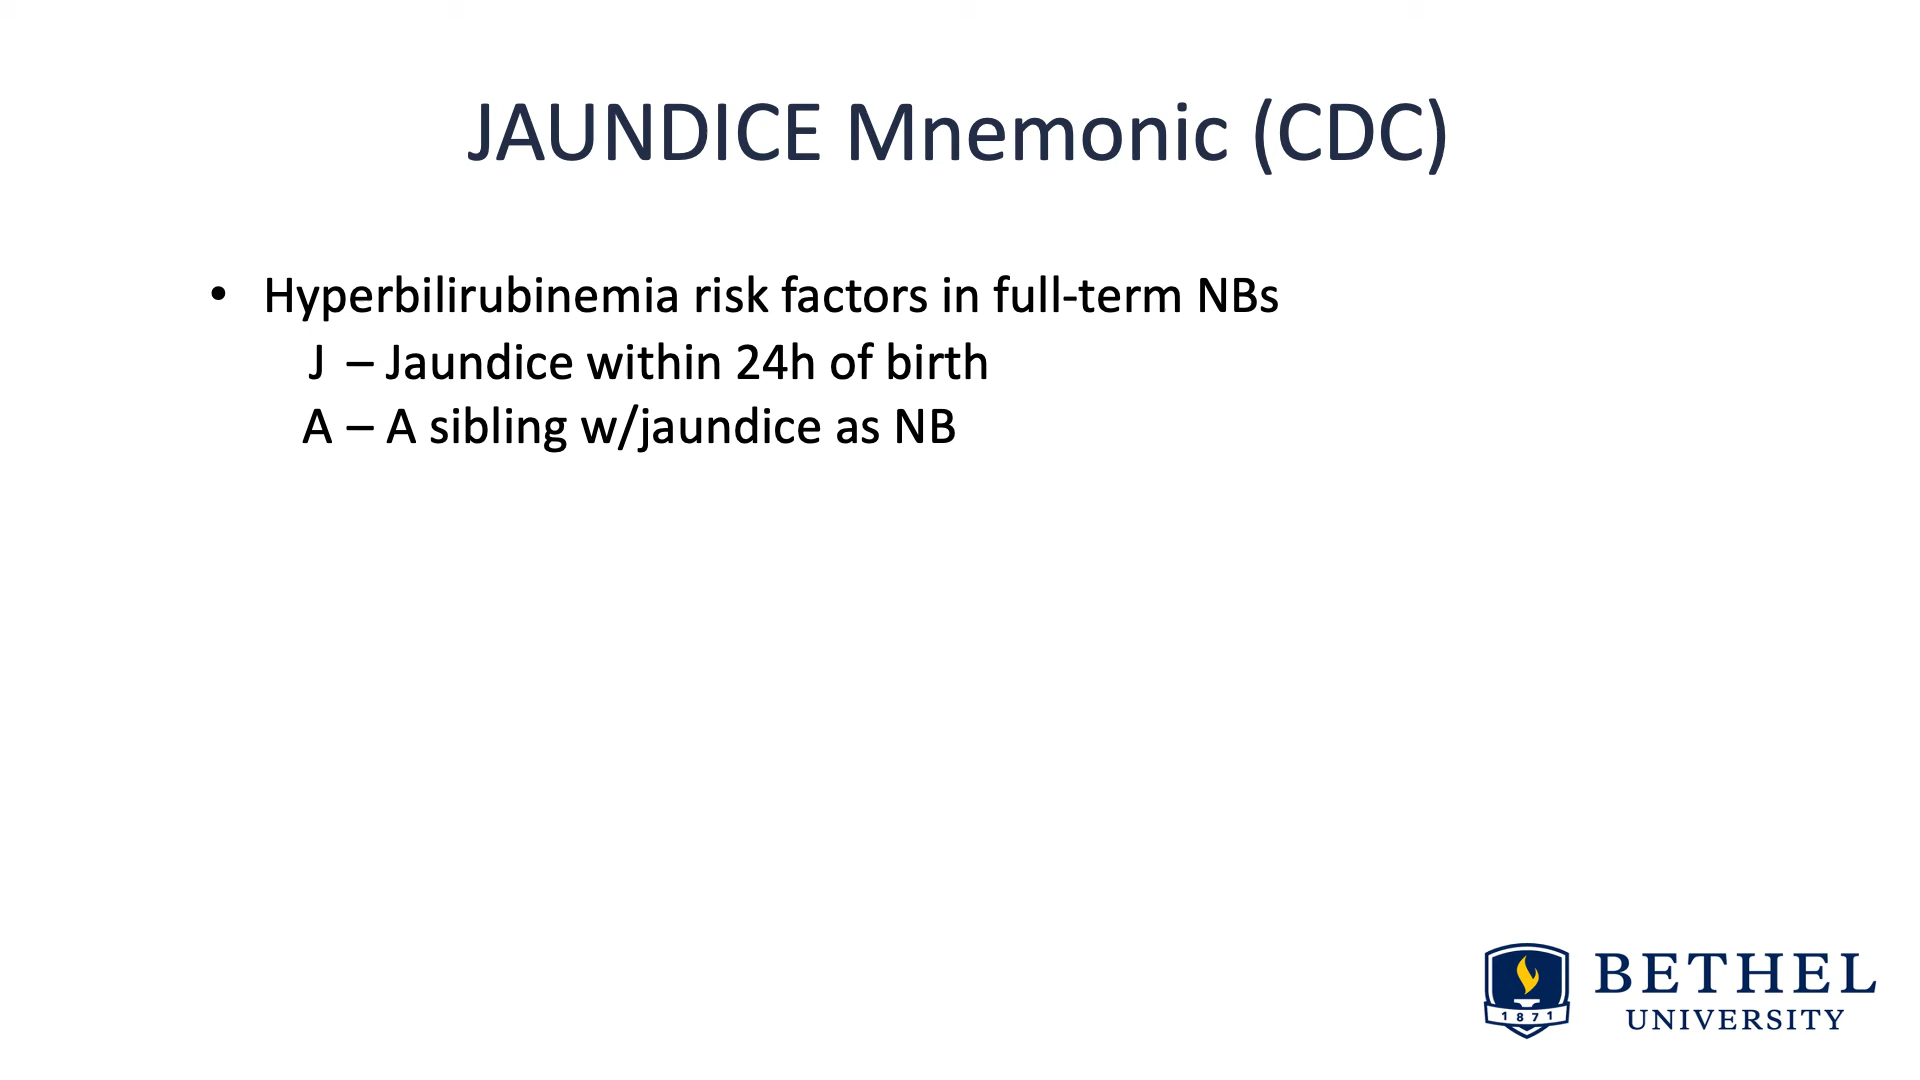 JAUNDICE Mnemonic (CDC)
• Hyperbilirubinemia risk factors in full-term NBs
J – Jaundice within 24h of birth
A – A sibling w/jaundice as NB
BETHEL
UNIVERSITY
1871